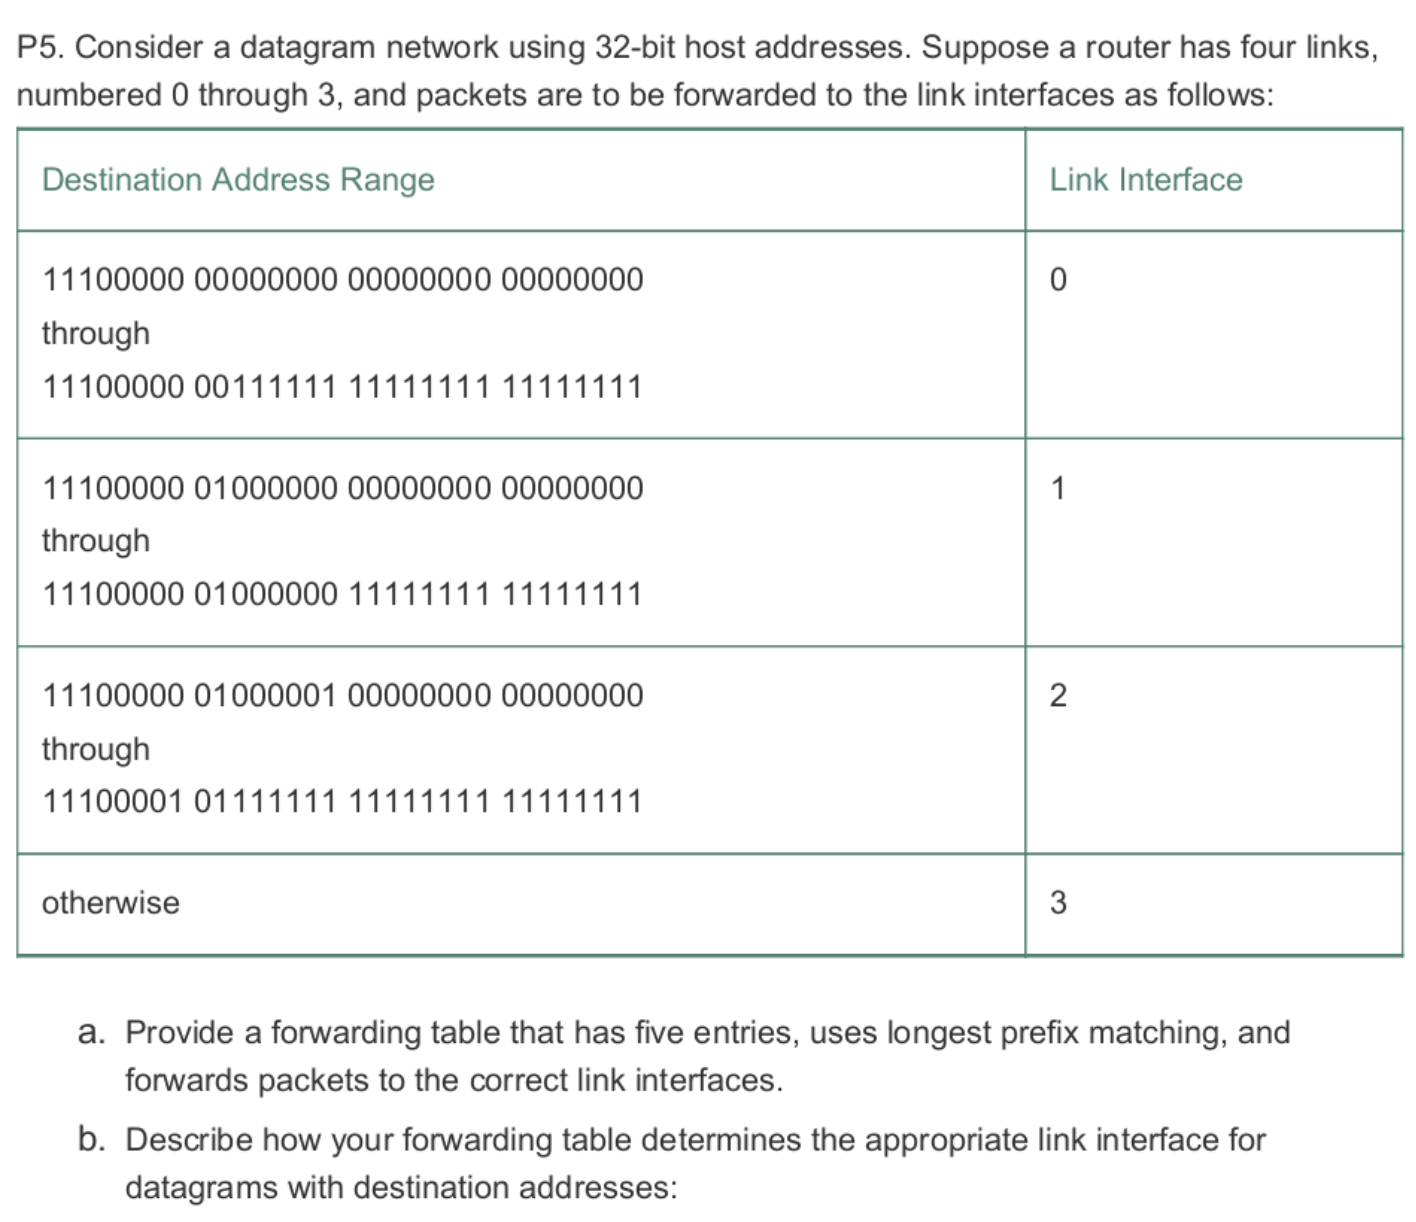 P5. Consider a datagram network using 32-bit host addresses. Suppose a router has four links,
numbered 0 through 3, and packets are to be forwarded to the link interfaces as follows:
Destination Address Range Link Interface
11100000 00000000 00000000 00000000 0
through
11100000 00111111 11111111 11111111
11100000 01000000 00000000 00000000 1
through
11100000 01000000 11111111 11111111
11100000 01000001 00000000 00000000 2
through
11100001 01111111 11111111 11111111
otherwise 3
a. Provide a forwarding table that has five entries, uses longest prefix matching, and
forwards packets to the correct link interfaces.
b. Describe how your forwarding table determines the appropriate link interface for
datagrams with destination addresses: